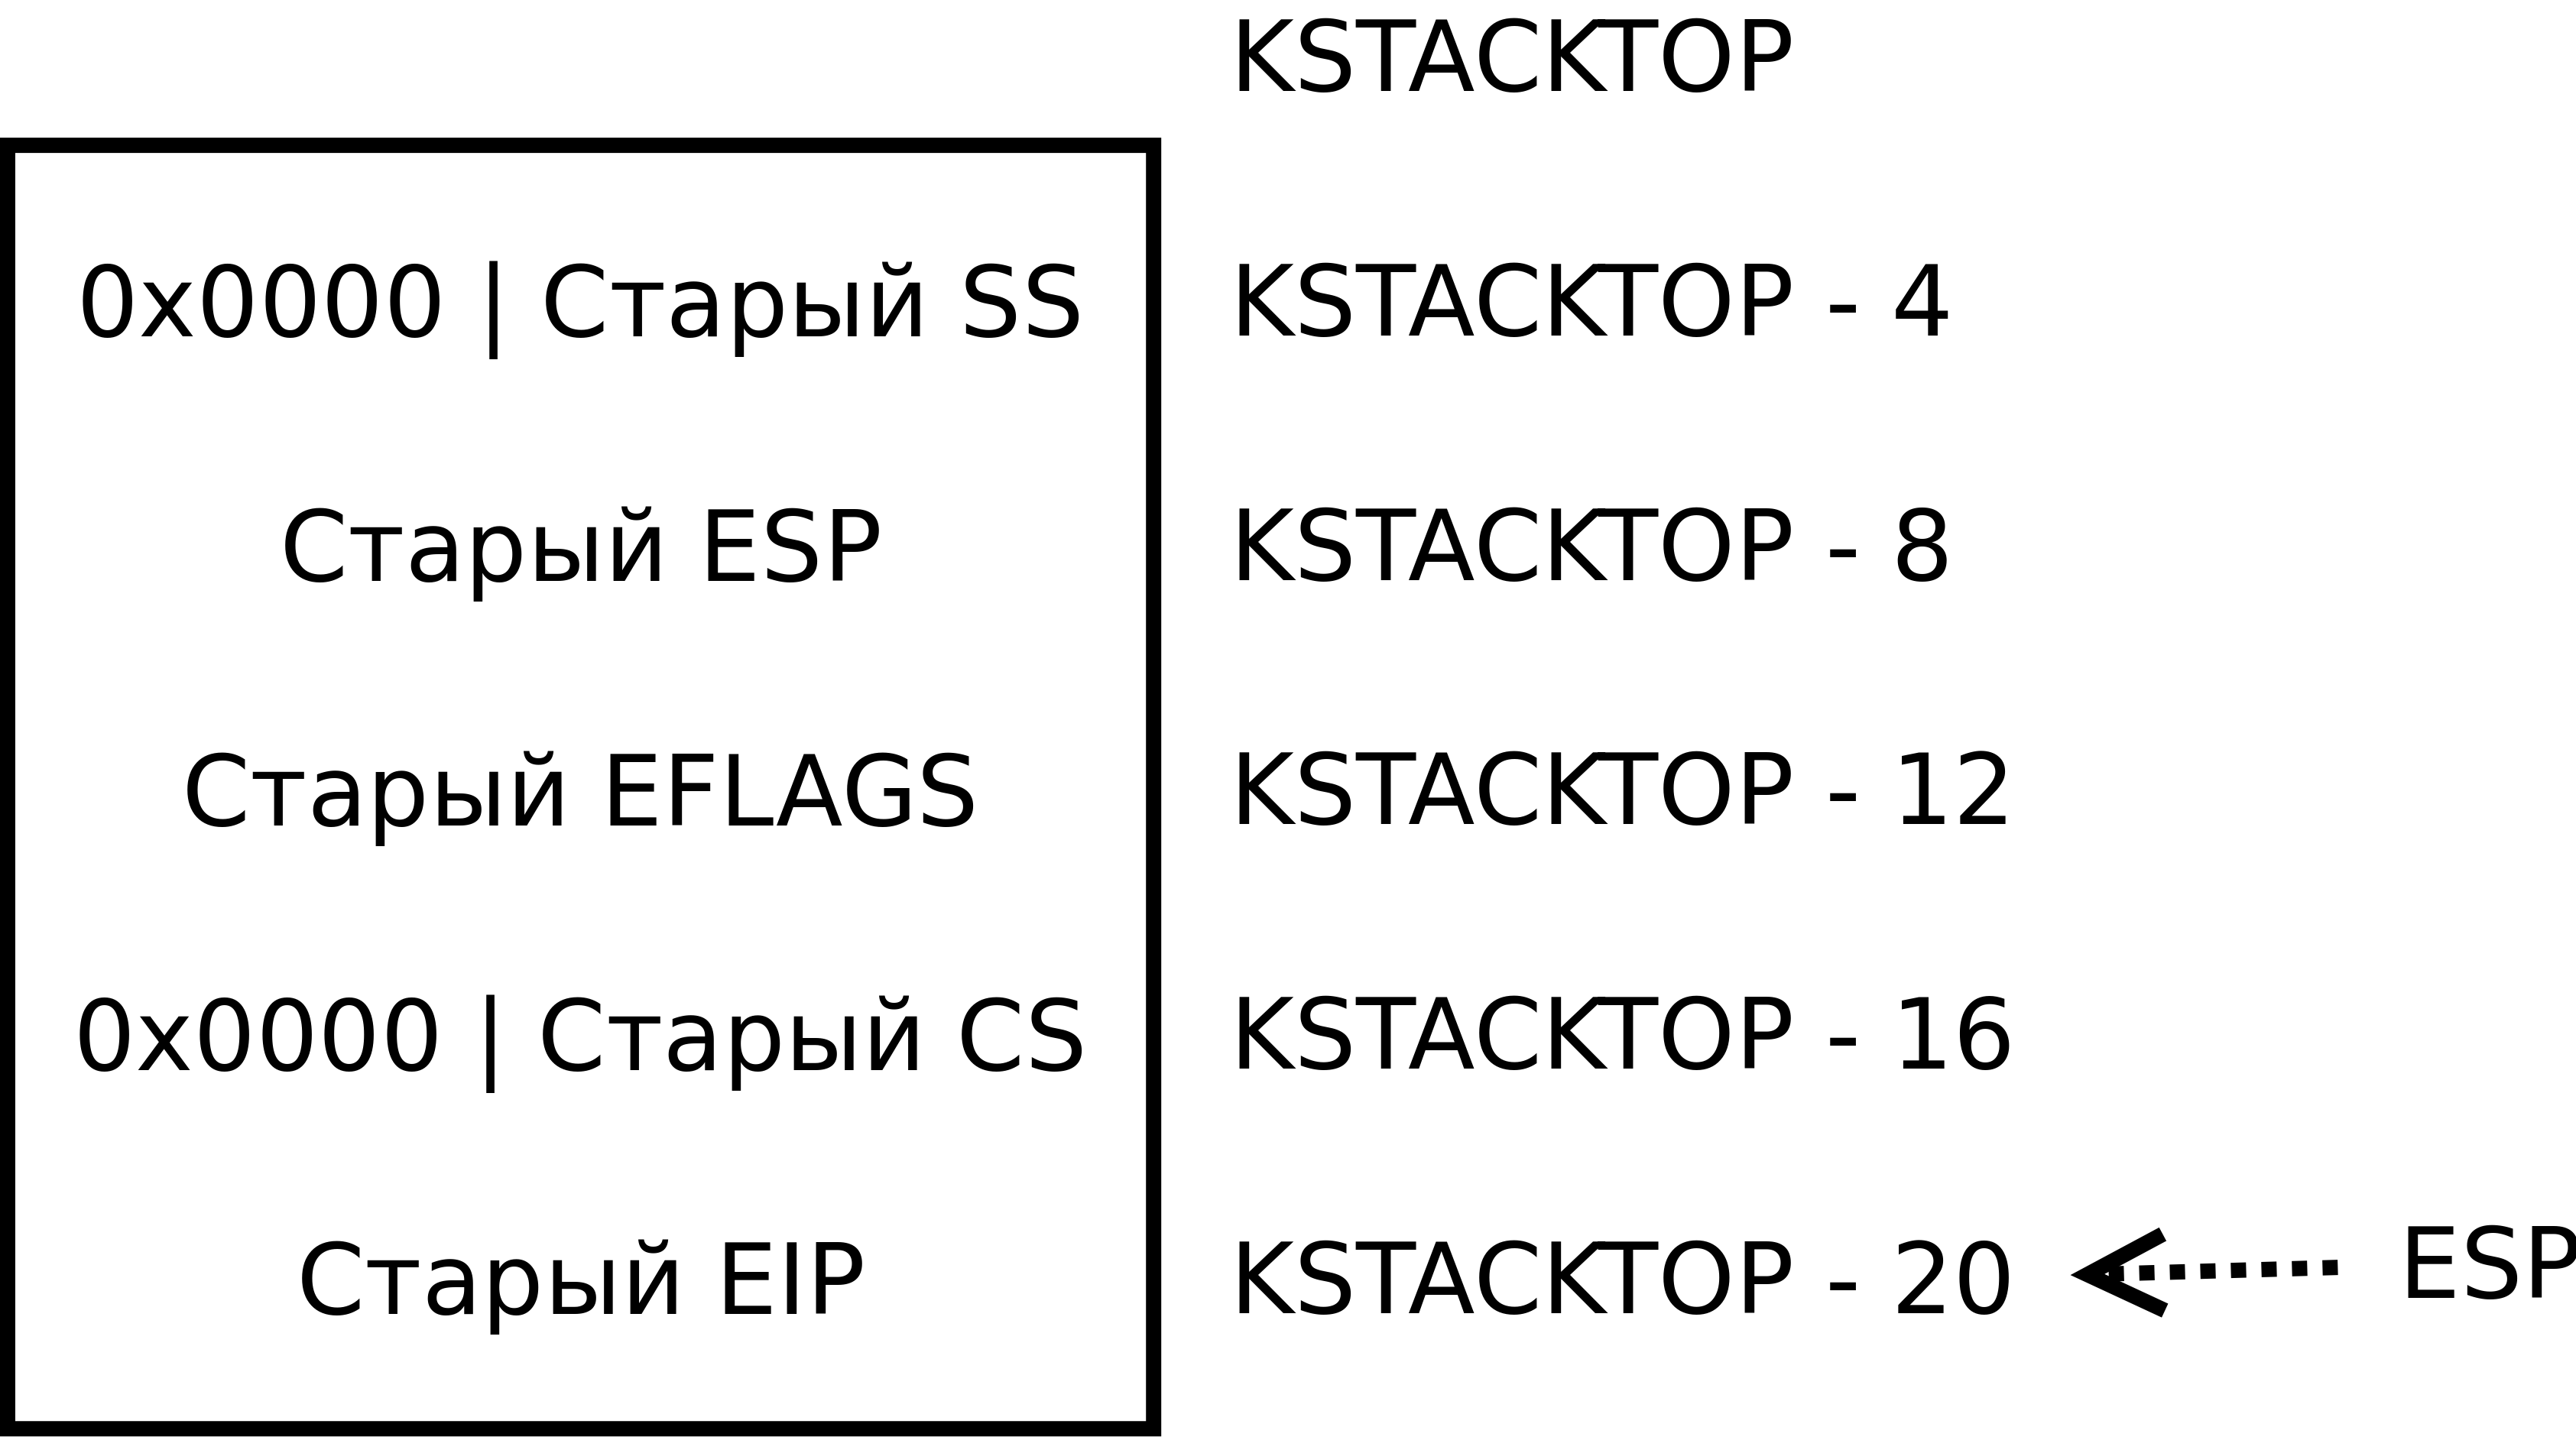 KSTACKTOP
0x0000 | Старый SS KSTACKTOP - 4
Старый ESP KSTACKTOP - 8
Старый EFLAGS KSTACKTOP - 12
0x0000 | Старый CS KSTACKTOP - 16
Старый EIP KSTACKTOP - 20 ESP